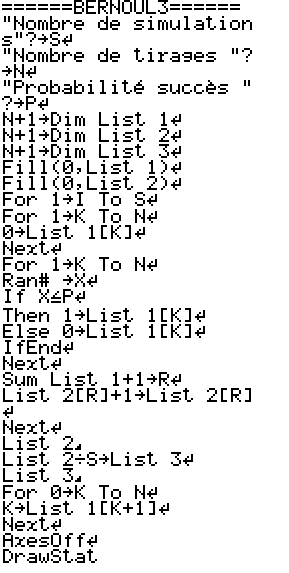 ======BERNOUL3======
"Nombre de simulation
s"?→S↵
"Nombre de tirages "?
→N↵
"Probabilité succès "
?→P↵
N+1→Dim List 1↵
N+1→Dim List 2↵
N+1→Dim List 3↵
Fill(0,List 1)↵
Fill(0,List 2)↵
For 1→I To S↵
For 1→K To N↵
0→List 1[K]↵
Next↵
For 1→K To N↵
Ran# →X↵
If X≤P↵
Then 1→List 1[K]↵
Else 0→List 1[K]↵
IfEnd↵
Next↵
Sum List 1+1→R↵
List 2[R]+1→List 2[R]
↵
Next↵
List 2◢
List 2÷S→List 3↵
List 3◢
For 0→K To N↵
K→List 1[K+1]↵
Next↵
AxesOff↵
DrawStat